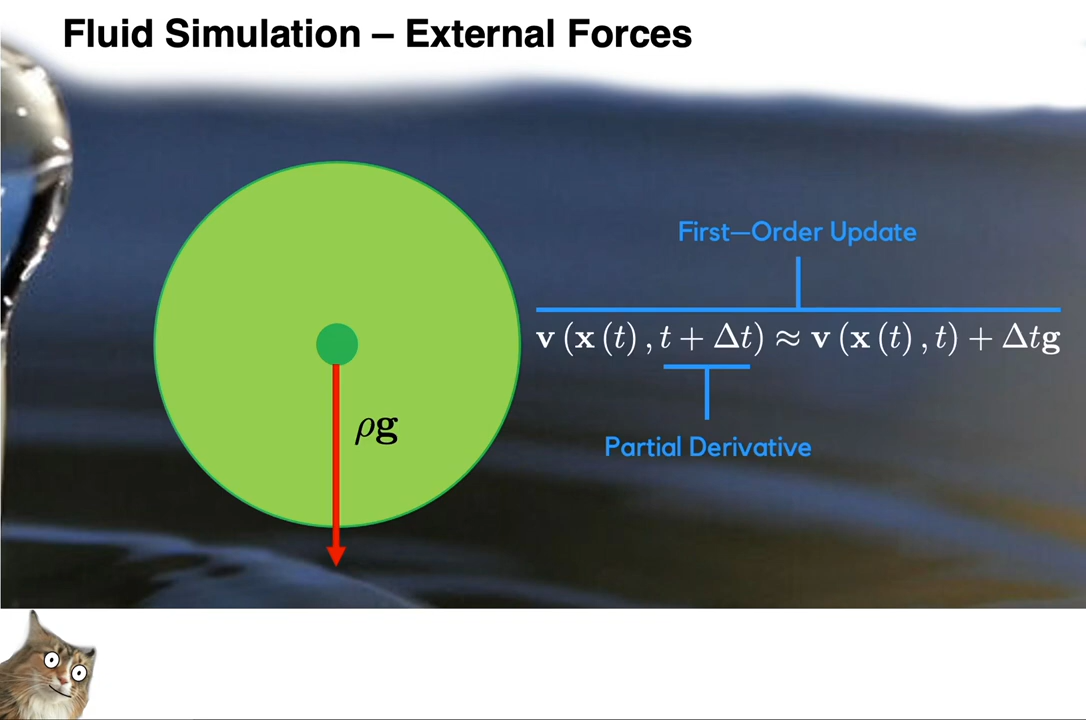 Fluid Simulation – External Forces
First—Order Update
𝐯 (𝐱 (t) , t + Δt) ≈ 𝐯 (𝐱 (t) , t) + Δt𝐠
ρ𝐠
Partial Derivative